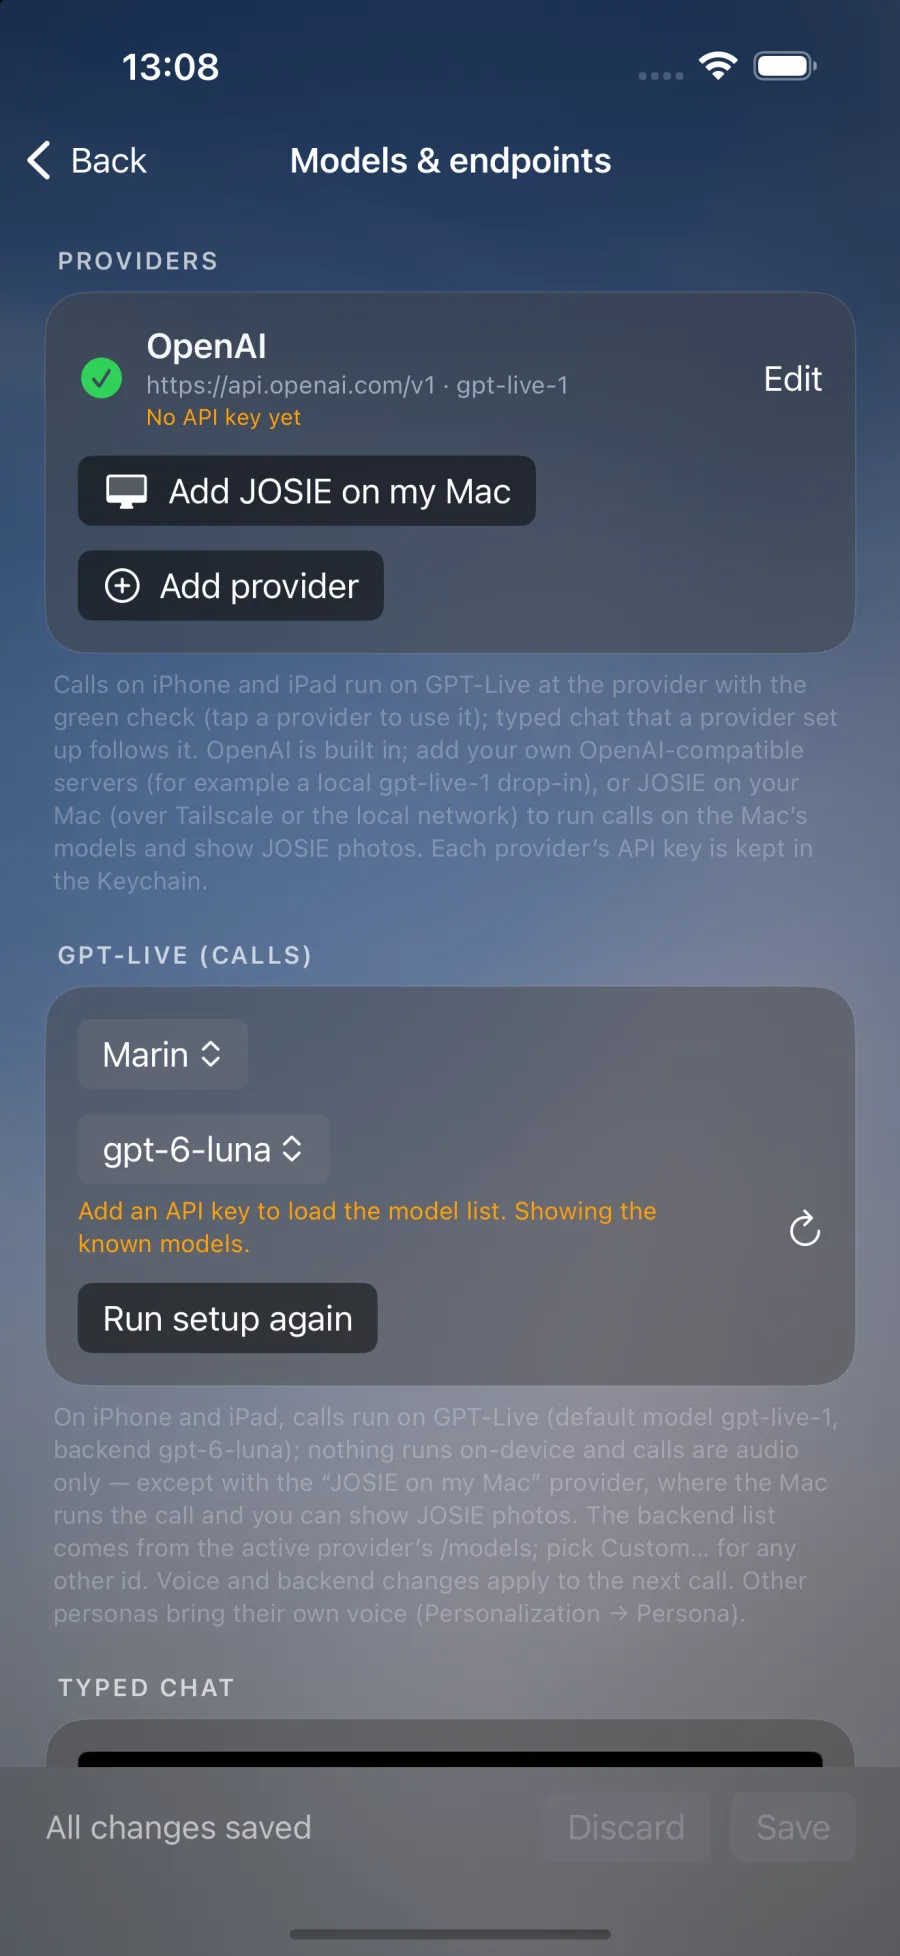 13:08
Back
Models & endpoints
PROVIDERS
OpenAI
https://api.openai.com/v1 · gpt-live-1
No API key yet
Edit
Add JOSIE on my Mac
Add provider
Calls on iPhone and iPad run on GPT-Live at the provider with the
green check (tap a provider to use it); typed chat that a provider set
up follows it. OpenAI is built in; add your own OpenAI-compatible
servers (for example a local gpt-live-1 drop-in), or JOSIE on your
Mac (over Tailscale or the local network) to run calls on the Mac’s
models and show JOSIE photos. Each provider’s API key is kept in
the Keychain.
GPT-LIVE (CALLS)
Marin
gpt-6-luna
Add an API key to load the model list. Showing the
known models.
Run setup again
On iPhone and iPad, calls run on GPT-Live (default model gpt-live-1,
backend gpt-6-luna); nothing runs on-device and calls are audio
only — except with the “JOSIE on my Mac” provider, where the Mac
runs the call and you can show JOSIE photos. The backend list
comes from the active provider’s /models; pick Custom... for any
other id. Voice and backend changes apply to the next call. Other
personas bring their own voice (Personalization → Persona).
TYPED CHAT
All changes saved
Discard
Save